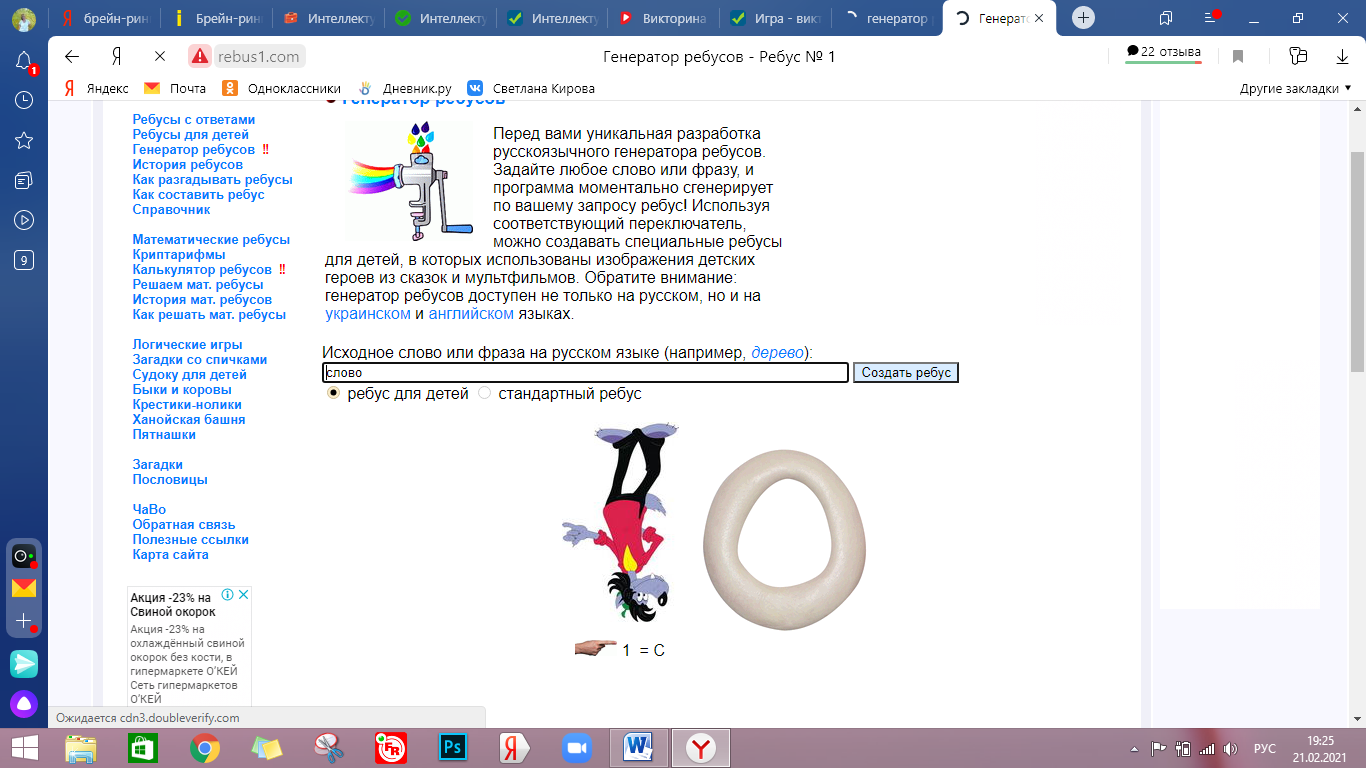 брейн-рин
Брейн-рин
Интеллекту
Интеллекту
Интеллекту
Викторина
Игра - викт
генератор
Генерато
1
Я
rebus1.com
Генератор ребусов - Ребус № 1
22 отзыва
Яндекс
Почта
Одноклассники
Дневник.ру
Светлана Кирова
Другие закладки
Генератор ребусов
Ребусы с ответами
Ребусы для детей
Генератор ребусов !!
История ребусов
Как разгадывать ребусы
Как составить ребус
Справочник
Математические ребусы
Криптарифмы
Калькулятор ребусов !!
Решаем мат. ребусы
История мат. ребусов
Как решать мат. ребусы
Логические игры
Загадки со спичками
Судоку для детей
Быки и коровы
Крестики-нолики
Ханойская башня
Пятнашки
Загадки
Пословицы
ЧаВо
Обратная связь
Полезные ссылки
Карта сайта
Перед вами уникальная разработка
русскоязычного генератора ребусов.
Задайте любое слово или фразу, и
программа моментально сгенерирует
по вашему запросу ребус! Используя
соответствующий переключатель,
можно создавать специальные ребусы
для детей, в которых использованы изображения детских
героев из сказок и мультфильмов. Обратите внимание:
генератор ребусов доступен не только на русском, но и на
украинском и английском языках.
Исходное слово или фраза на русском языке (например, дерево):
слово
Создать ребус
ребус для детей
стандартный ребус
1 = С
9
Акция -23% на
Свиной окорок
Акция -23% на
охлаждённый свиной
окорок без кости, в
гипермаркете О'КЕЙ
Сеть гипермаркетов
О'КЕЙ
Ожидается cdn3.doubleverify.com
FR
Ps
Я
W
Y
РУС
19:25
21.02.2021